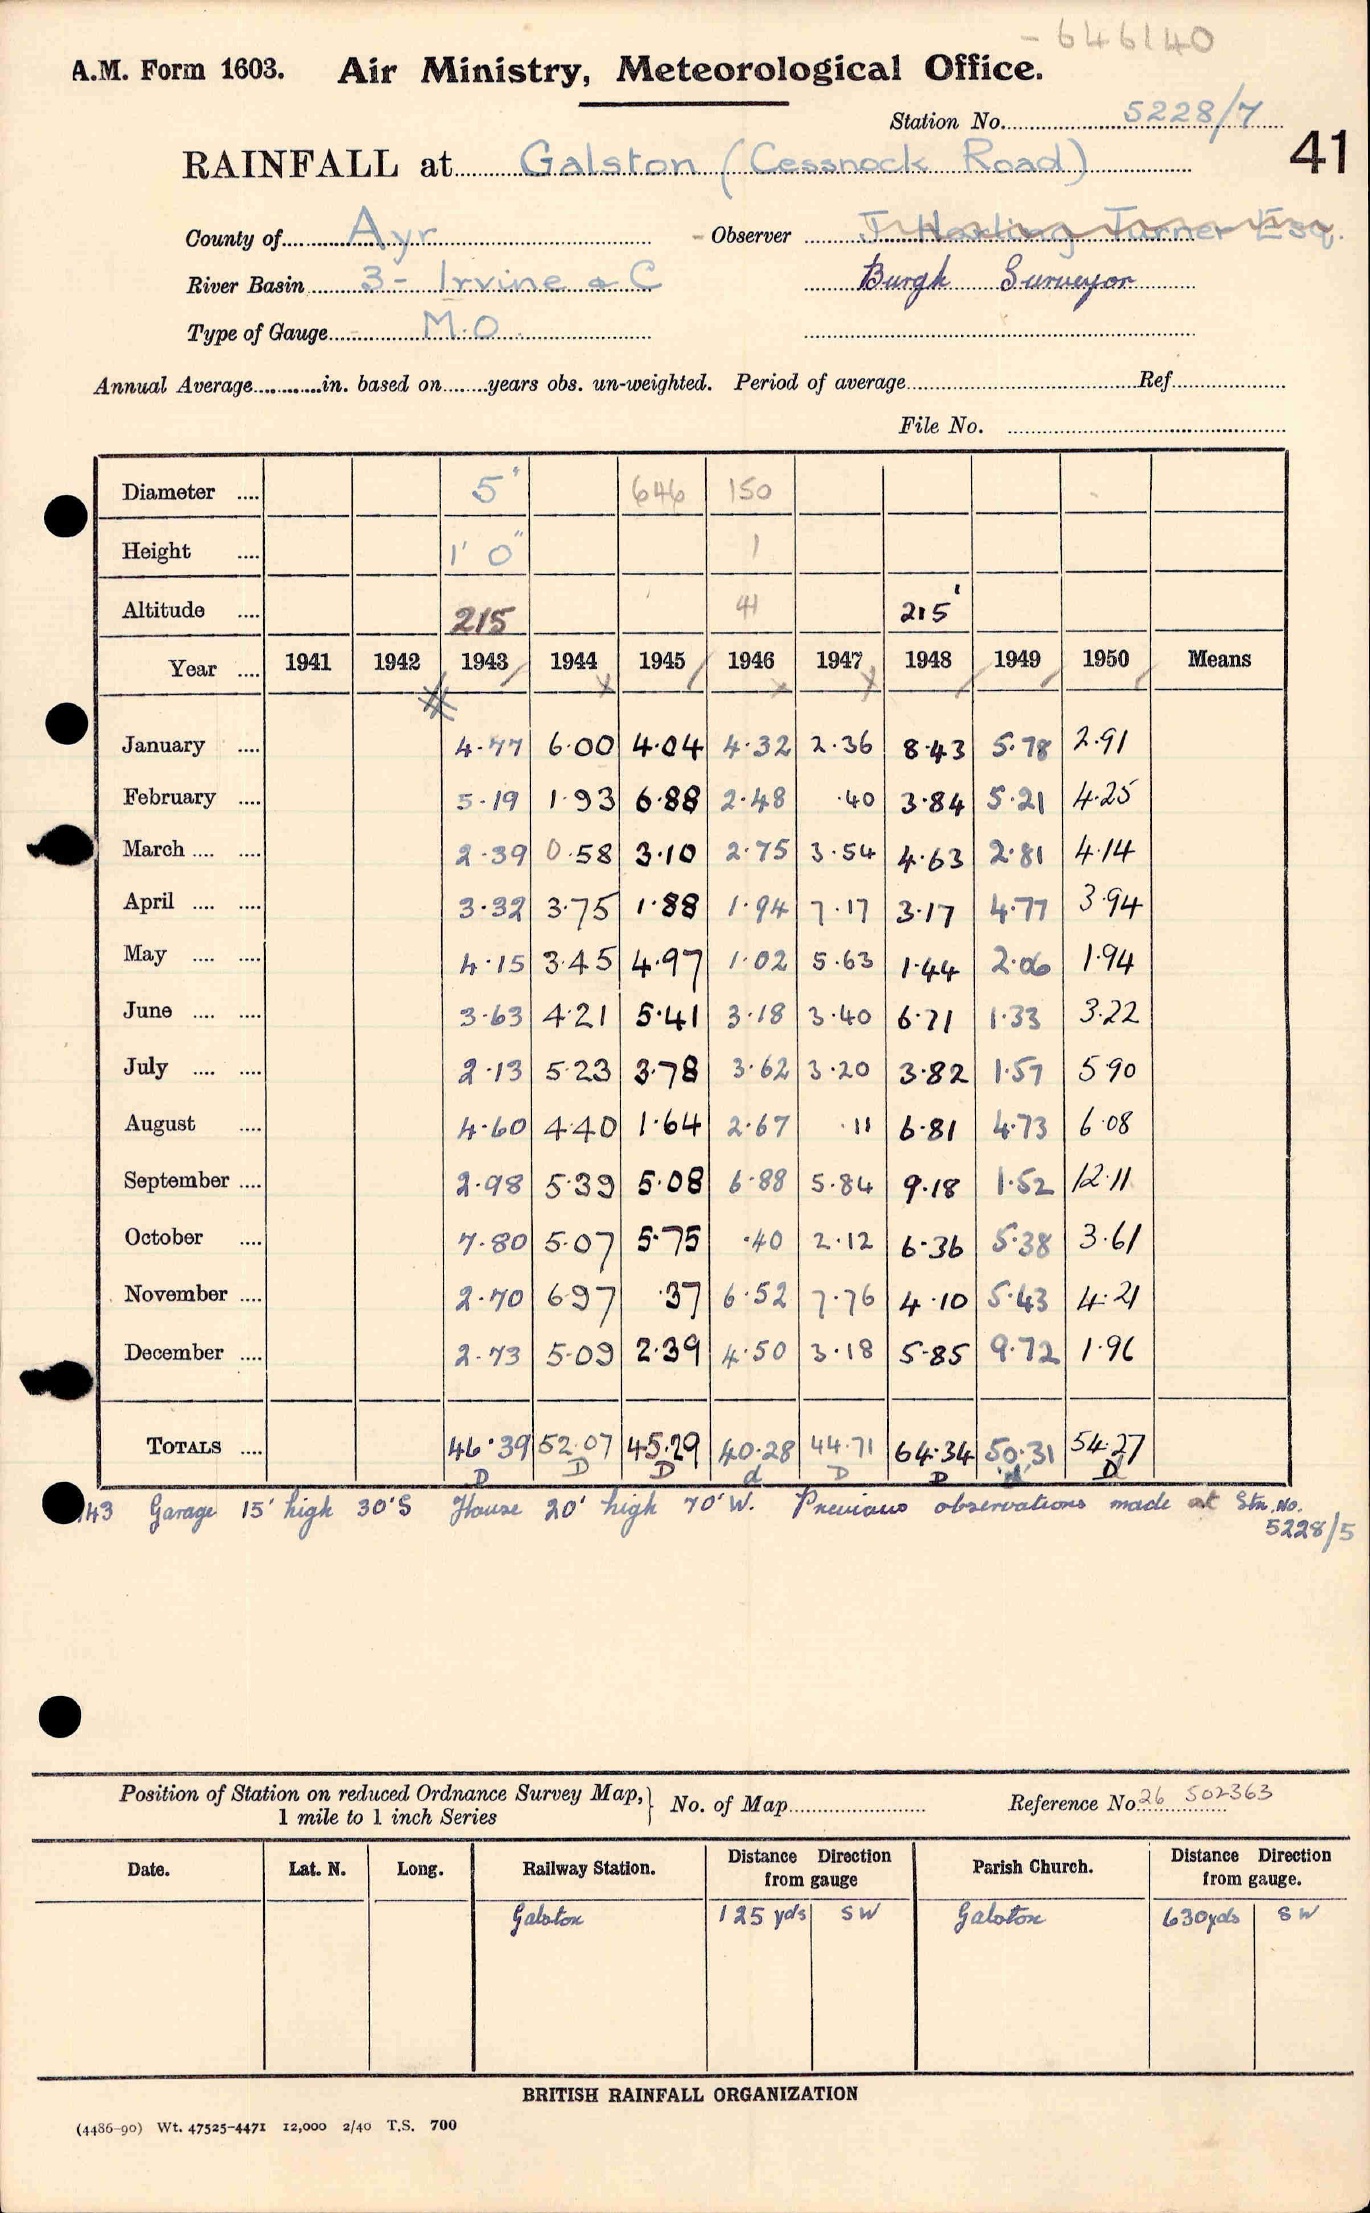 - 646140
A.M. Form 1603. Air Ministry, Meteorological Office.
Station No. 5228/7
41
RAINFALL at Galston (Cessnock Road)
County of Ayr - Observer J Harling Turner Esq.
River Basin 3 - Irvine & C Burgh Surveyor
Type of Gauge M.O.
Annual Average in. based on years obs. un-weighted. Period of average Ref
File No.
Diameter 5" 646 150
Height 1' 0" 1
Altitude 215 41 215'
Year 1941 1942 1943 1944 1945 1946 1947 1948 1949 1950 Means
January 4.77 6.00 4.04 4.32 2.36 8.43 5.78 2.91
February 5.19 1.93 6.88 2.48 .40 3.84 5.21 4.25
March 2.39 0.58 3.10 2.75 3.54 4.63 2.81 4.14
April 3.32 3.75 1.88 1.94 7.17 3.17 4.77 3.94
May 4.15 3.45 4.97 1.02 5.63 1.44 2.06 1.94
June 3.63 4.21 5.41 3.18 3.40 6.71 1.33 3.22
July 2.13 5.23 3.78 3.62 3.20 3.82 1.57 5.90
August 4.60 4.40 1.64 2.67 .11 6.81 4.73 6.08
September 2.98 5.39 5.08 6.88 5.84 9.18 1.52 12.11
October 7.80 5.07 5.75 .40 2.12 6.36 5.38 3.61
November 2.70 6.97 .37 6.52 7.76 4.10 5.43 4.21
December 2.73 5.09 2.39 4.50 3.18 5.85 9.72 1.96
TOTALS 46.39 52.07 45.29 40.28 44.71 64.34 50.31 54.27
D D D d D D d D
43 Garage 15' high 30'S House 20' high 70'W. Previous observations made at Stn. No.
5228/5
Position of Station on reduced Ordnance Survey Map, 1 mile to 1 inch Series } No. of Map Reference No 26 502363
Date. Lat. N. Long. Railway Station. Distance Direction from gauge Parish Church. Distance Direction from gauge.
Galston 125 yds SW Galston 630yds SW
BRITISH RAINFALL ORGANIZATION
(4486-90) Wt. 47525-4471 12,000 2/40 T.S. 700